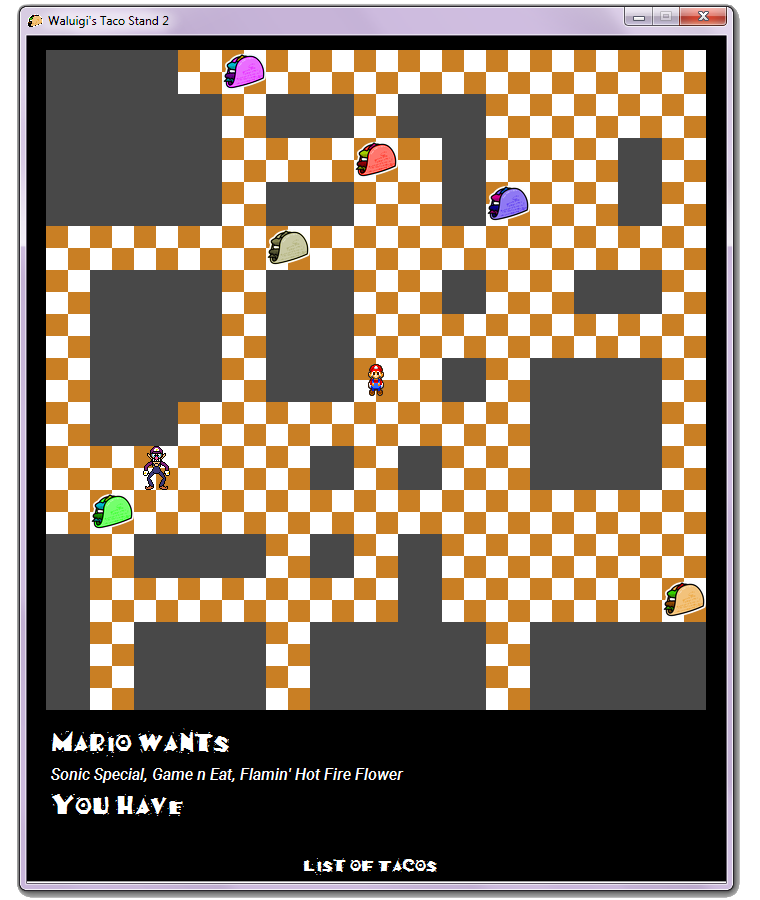 Waluigi's Taco Stand 2
Mario wants
Sonic Special, Game n Eat, Flamin' Hot Fire Flower
You Have
List of Tacos